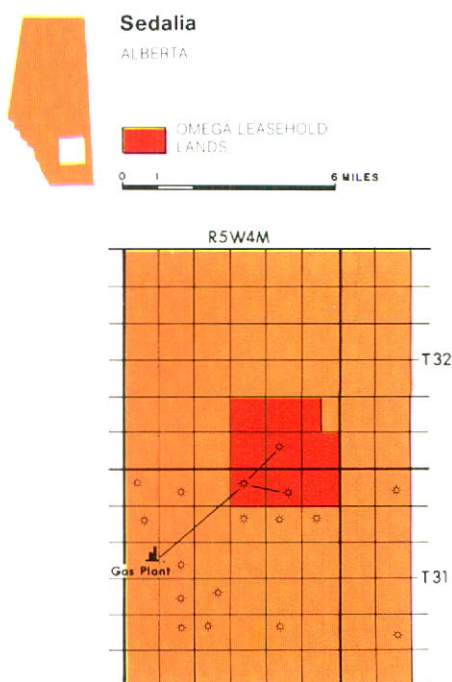 Sedalia
ALBERTA
OMEGA LEASEHOLD
LANDS
0 1 6 MILES
R5W4M
T32
Gas Plant
T31